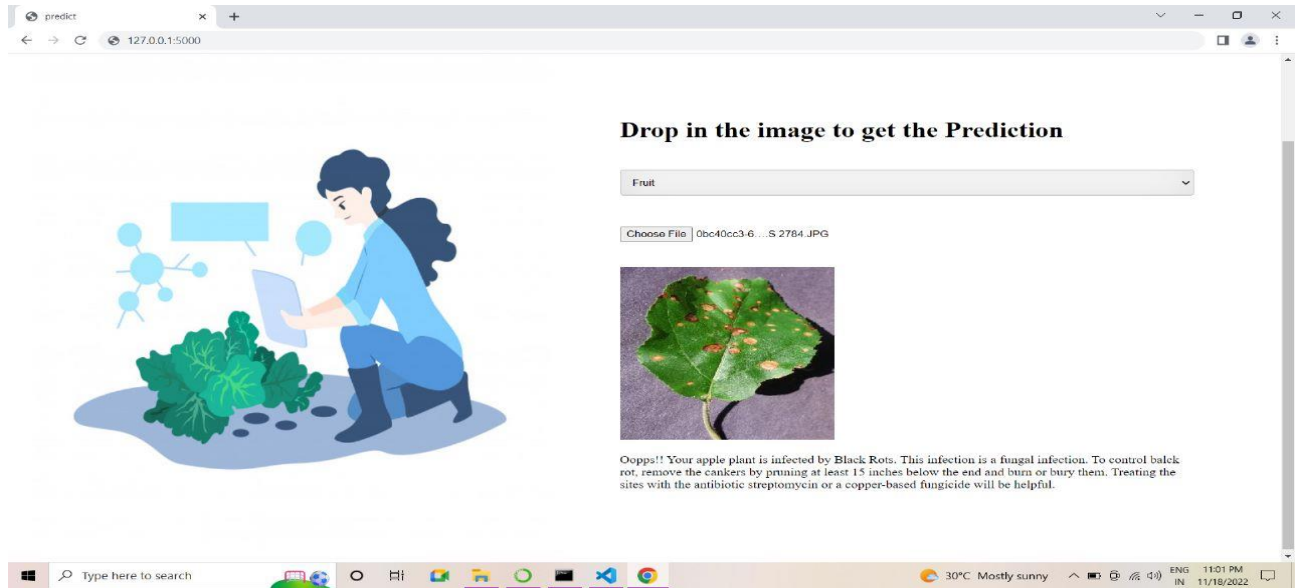 predict
127.0.0.1:5000
Drop in the image to get the Prediction
Fruit
Choose File 0bc40cc3-6....S 2784.JPG
Oopps!! Your apple plant is infected by Black Rots. This infection is a fungal infection. To control balck
rot, remove the cankers by pruning at least 15 inches below the end and burn or bury them. Treating the
sites with the antibiotic streptomycin or a copper-based fungicide will be helpful.
Type here to search
30°C Mostly sunny
ENG
IN
11:01 PM
11/18/2022